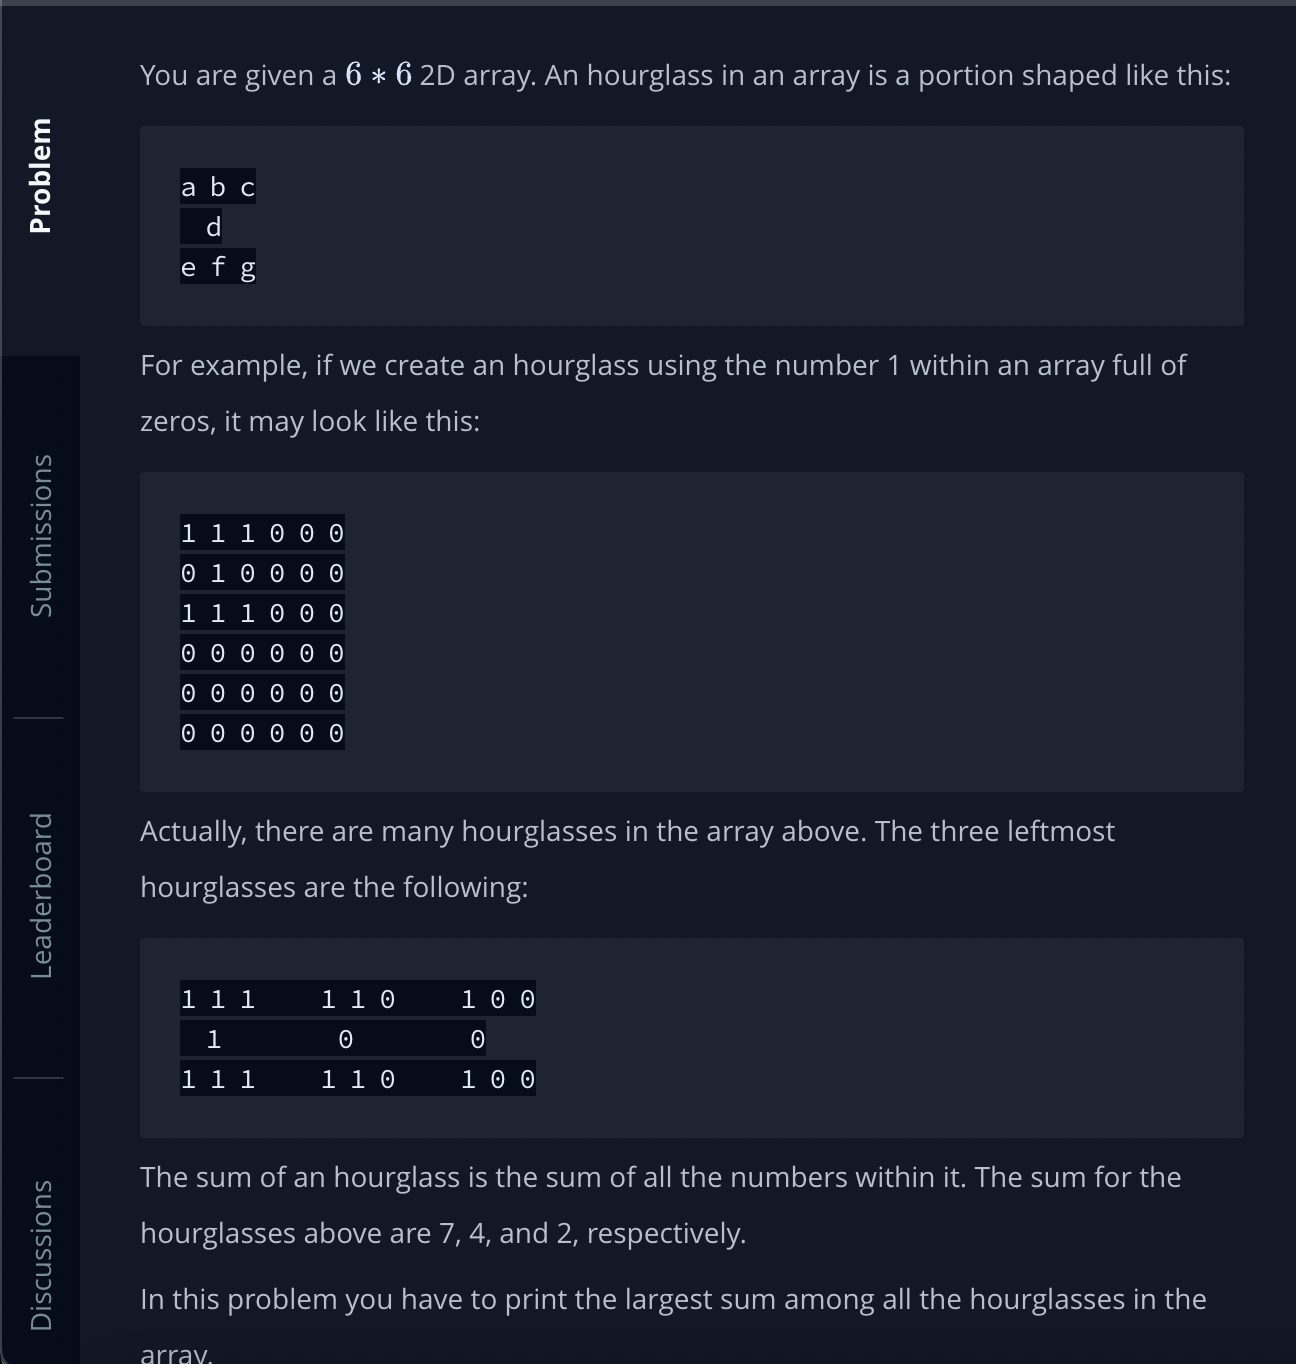 Problem
Submissions
Leaderboard
Discussions
You are given a 6 * 6 2D array. An hourglass in an array is a portion shaped like this:
a b c
  d
e f g
For example, if we create an hourglass using the number 1 within an array full of
zeros, it may look like this:
1 1 1 0 0 0
0 1 0 0 0 0
1 1 1 0 0 0
0 0 0 0 0 0
0 0 0 0 0 0
0 0 0 0 0 0
Actually, there are many hourglasses in the array above. The three leftmost
hourglasses are the following:
1 1 1     1 1 0     1 0 0
  1         0         0
1 1 1     1 1 0     1 0 0
The sum of an hourglass is the sum of all the numbers within it. The sum for the
hourglasses above are 7, 4, and 2, respectively.
In this problem you have to print the largest sum among all the hourglasses in the
array.